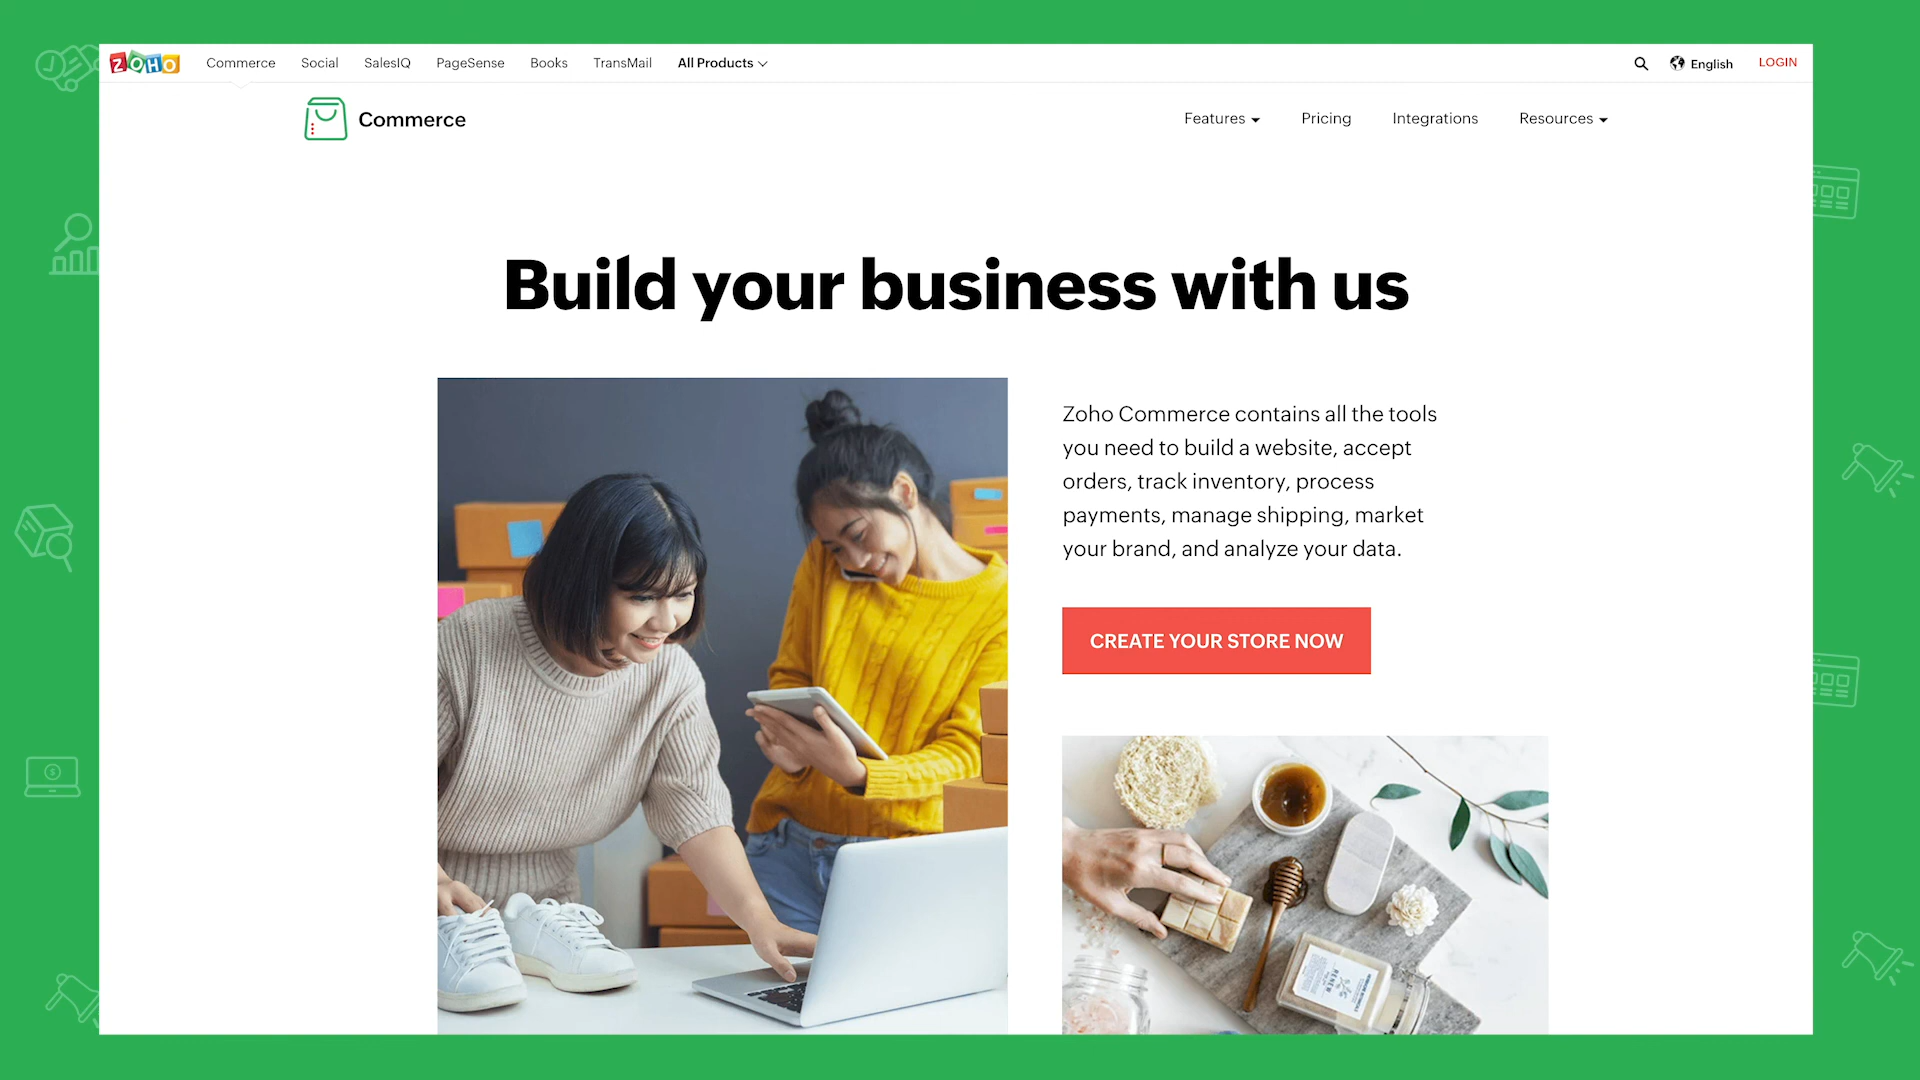 ZOHO Commerce Social SalesIQ PageSense Books TransMail All Products English LOGIN
Commerce Features Pricing Integrations Resources
Build your business with us
Zoho Commerce contains all the tools
you need to build a website, accept
orders, track inventory, process
payments, manage shipping, market
your brand, and analyze your data.
CREATE YOUR STORE NOW
RENEW